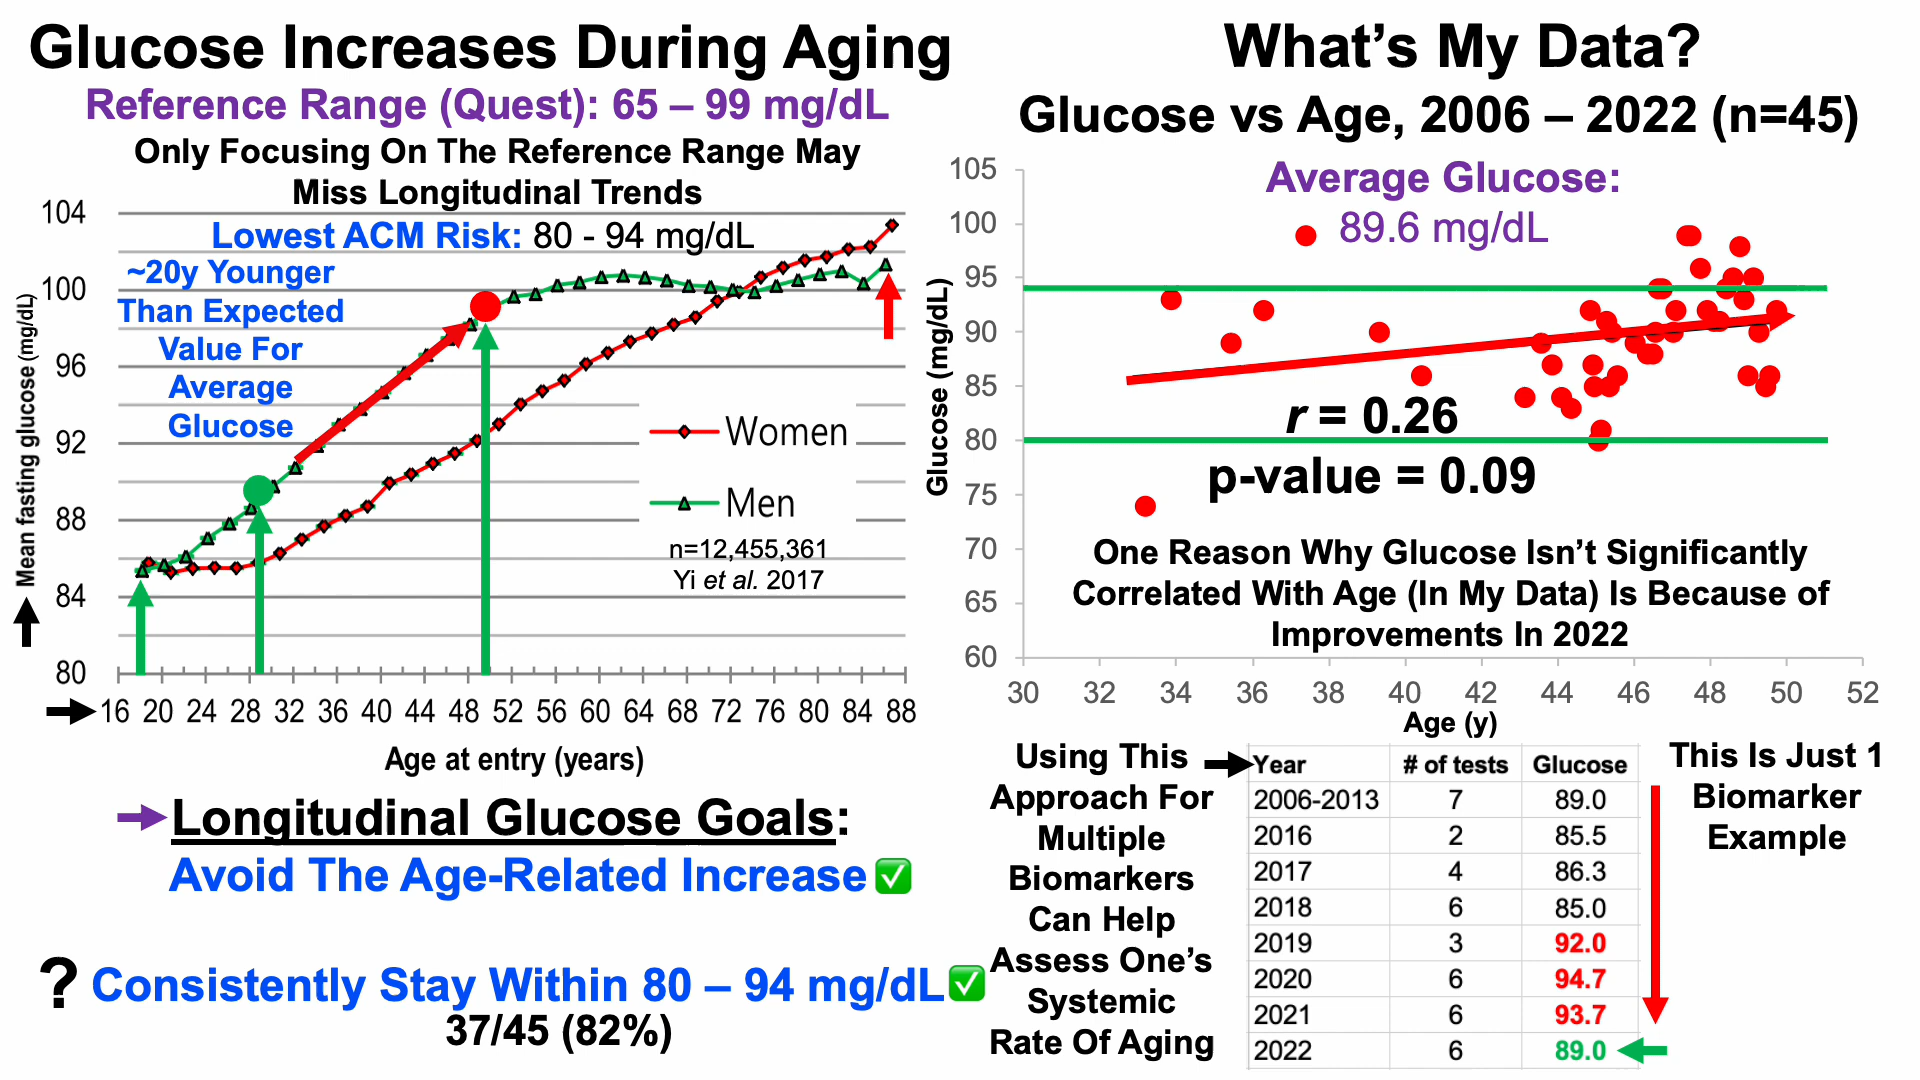 Glucose Increases During Aging
Reference Range (Quest): 65 – 99 mg/dL
Only Focusing On The Reference Range May
Miss Longitudinal Trends
Lowest ACM Risk: 80 - 94 mg/dL
~20y Younger
Than Expected
Value For
Average
Glucose
Mean fasting glucose (mg/dL)
104
100
96
92
88
84
80
Women
Men
n=12,455,361
Yi et al. 2017
16 20 24 28 32 36 40 44 48 52 56 60 64 68 72 76 80 84 88
Age at entry (years)
Longitudinal Glucose Goals:
Avoid The Age-Related Increase ✅
? Consistently Stay Within 80 – 94 mg/dL ✅
37/45 (82%)
What's My Data?
Glucose vs Age, 2006 – 2022 (n=45)
Average Glucose:
89.6 mg/dL
Glucose (mg/dL)
105
100
95
90
85
80
75
70
65
60
r = 0.26
p-value = 0.09
One Reason Why Glucose Isn't Significantly
Correlated With Age (In My Data) Is Because of
Improvements In 2022
30 32 34 36 38 40 42 44 46 48 50 52
Age (y)
Using This
Approach For
Multiple
Biomarkers
Can Help
Assess One's
Systemic
Rate Of Aging
Year # of tests Glucose
2006-2013 7 89.0
2016 2 85.5
2017 4 86.3
2018 6 85.0
2019 3 92.0
2020 6 94.7
2021 6 93.7
2022 6 89.0
This Is Just 1
Biomarker
Example